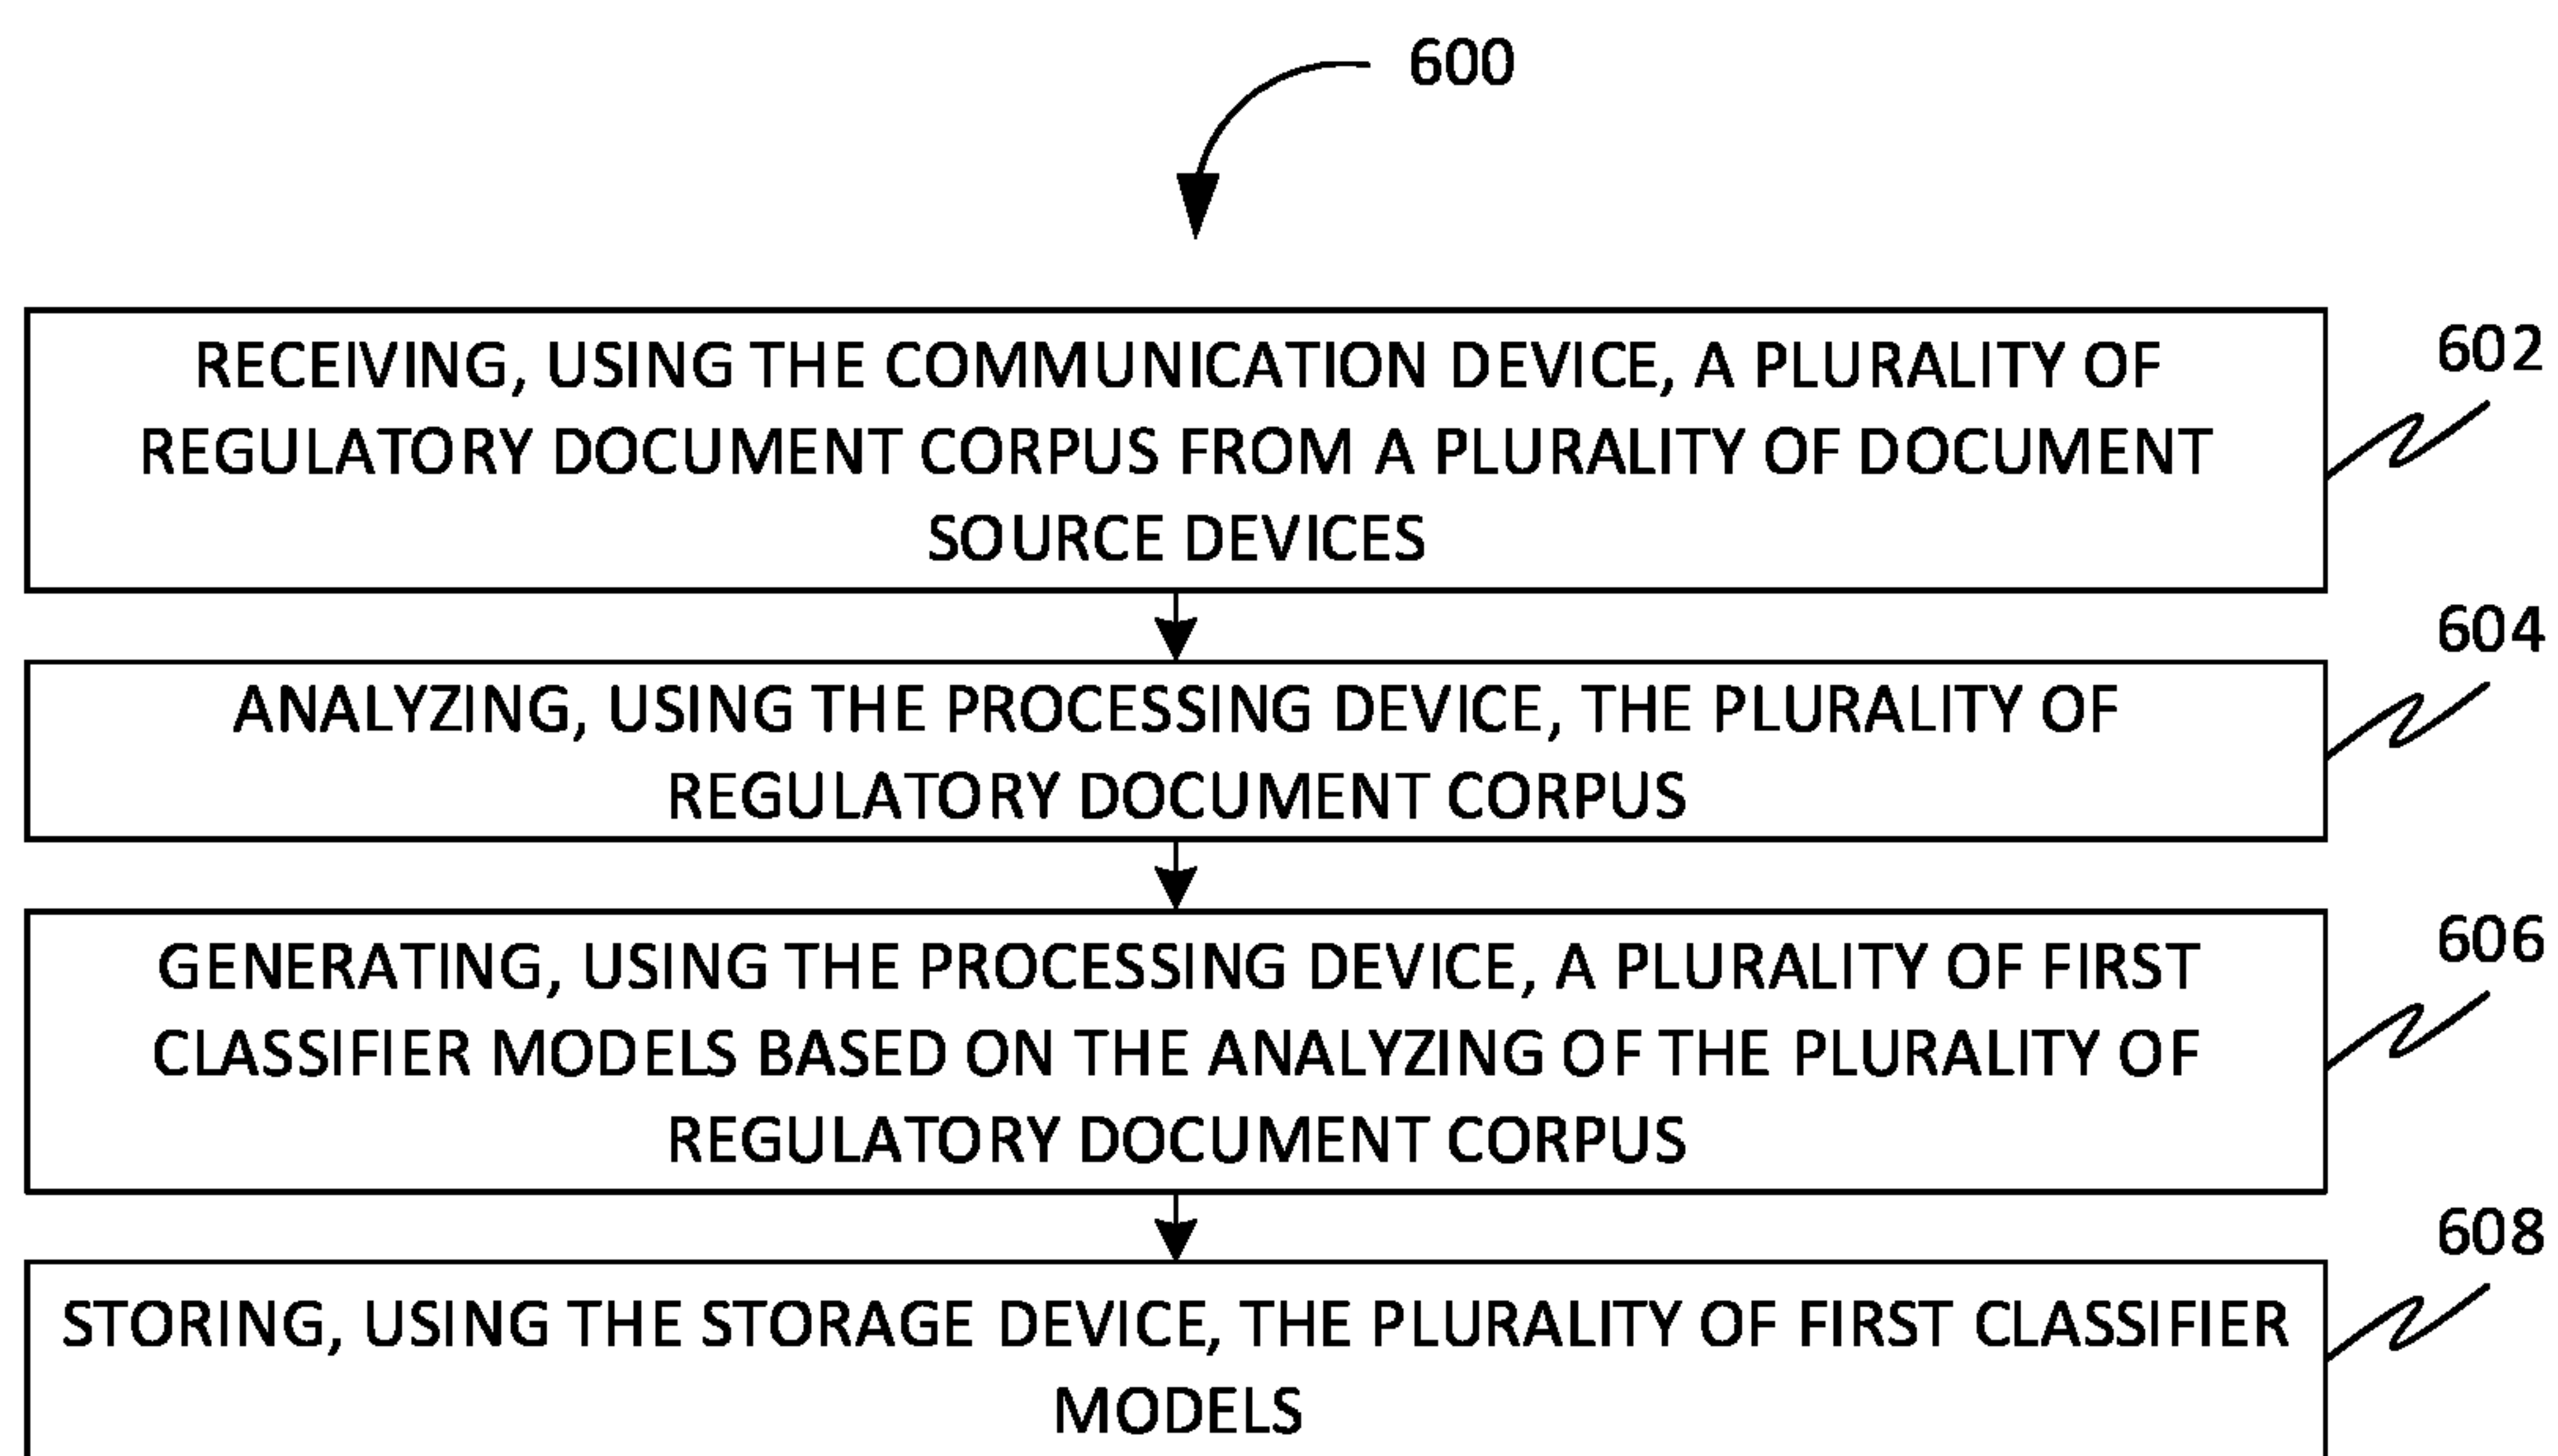 600
RECEIVING, USING THE COMMUNICATION DEVICE, A PLURALITY OF
REGULATORY DOCUMENT CORPUS FROM A PLURALITY OF DOCUMENT
SOURCE DEVICES
602
ANALYZING, USING THE PROCESSING DEVICE, THE PLURALITY OF
REGULATORY DOCUMENT CORPUS
604
GENERATING, USING THE PROCESSING DEVICE, A PLURALITY OF FIRST
CLASSIFIER MODELS BASED ON THE ANALYZING OF THE PLURALITY OF
REGULATORY DOCUMENT CORPUS
606
STORING, USING THE STORAGE DEVICE, THE PLURALITY OF FIRST CLASSIFIER
MODELS
608